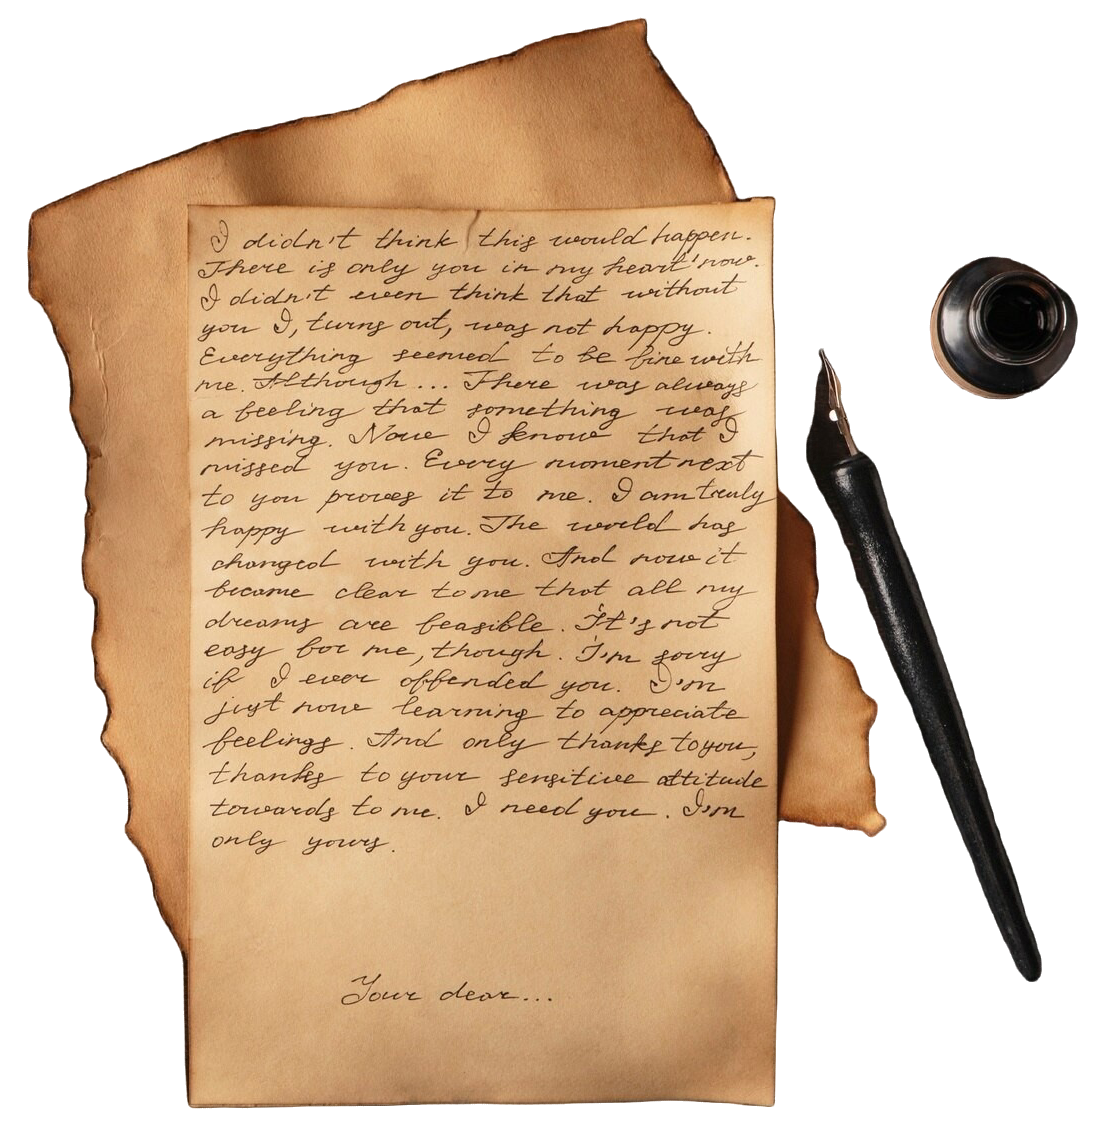 I didn't think this would happen.
There is only you in my heart now.
I didn't even think that without
you I, turns out, was not happy.
Everything seemed to be fine with
me. Although... There was always
a feeling that something was
missing. Now I know that I
missed you. Every moment next
to you proves it to me. I am truly
happy with you. The world has
changed with you. And now it
became clear to me that all my
dreams are feasible. It's not
easy for me, though. I'm sorry
if I ever offended you. I'm
just now learning to appreciate
feelings. And only thanks to you,
thanks to your sensitive attitude
towards to me. I need you. I'm
only yours.
Your dear...